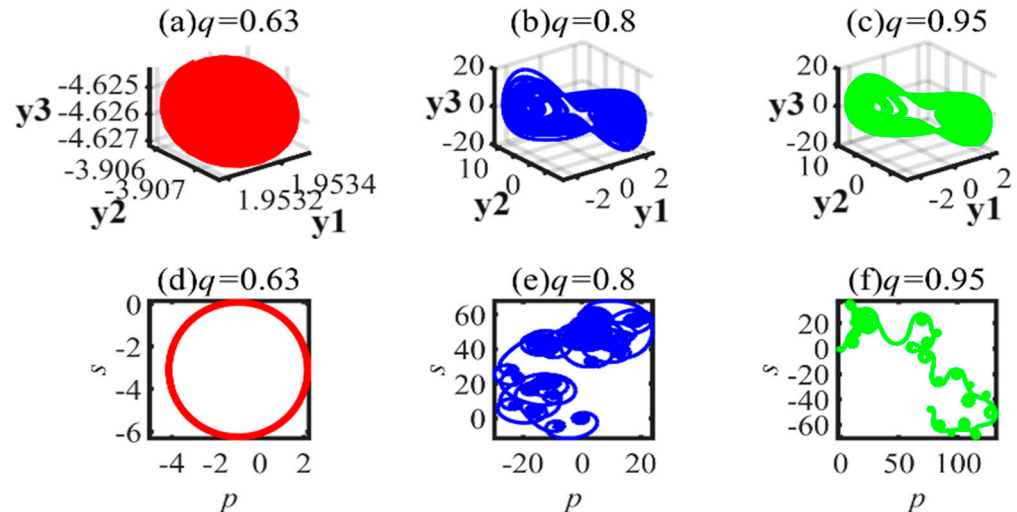 (a)q=0.63 (b)q=0.8 (c)q=0.95
y3 -4.625 -4.626 -4.627 -3.906 -3.907 y2 1.9532 1.9534 y1
y3 20 0 -20 10 0 y2 -2 0 2 y1
y3 20 0 -20 10 0 y2 -2 0 2 y1
(d)q=0.63 (e)q=0.8 (f)q=0.95
s 0 -2 -4 -6 -4 -2 0 2 p
s 60 40 20 0 -20 0 20 p
s 20 0 -20 -40 -60 0 50 100 p